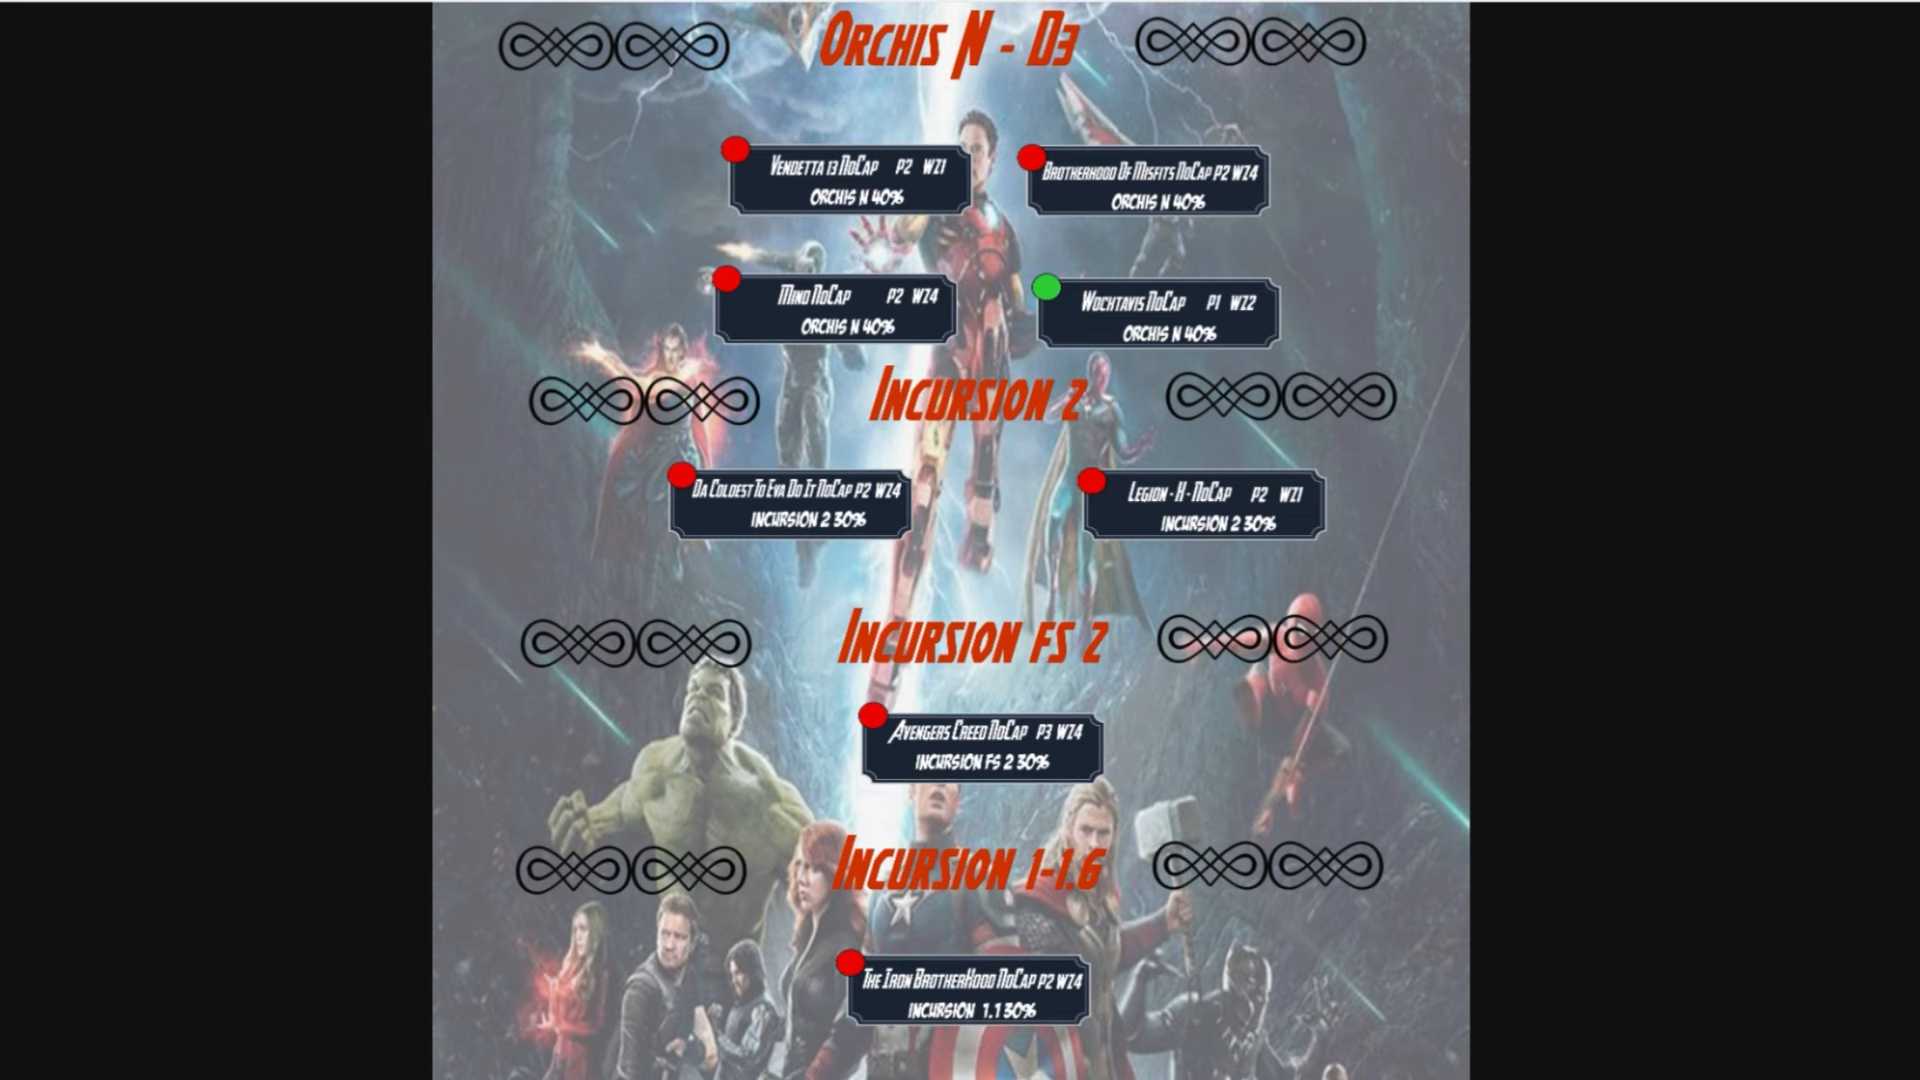 Orchis N - D3
Vendetta 13 NoCap P2 WZ1
ORCHIS N 40%
Brotherhood Of Misfits NoCap P2 WZ4
ORCHIS N 40%
Mind NoCap P2 WZ4
ORCHIS N 40%
Wochtavis NoCap P1 WZ2
ORCHIS N 40%
Incursion 2
Da Coldest To Eva Do It NoCap P2 WZ4
INCURSION 2 30%
Legion - X - NoCap P2 WZ1
INCURSION 2 30%
Incursion FS 2
Avengers Creed NoCap P3 WZ4
INCURSION FS 2 30%
Incursion 1-1.6
The Iron BrotherHood NoCap P2 WZ4
INCURSION 1.1 30%